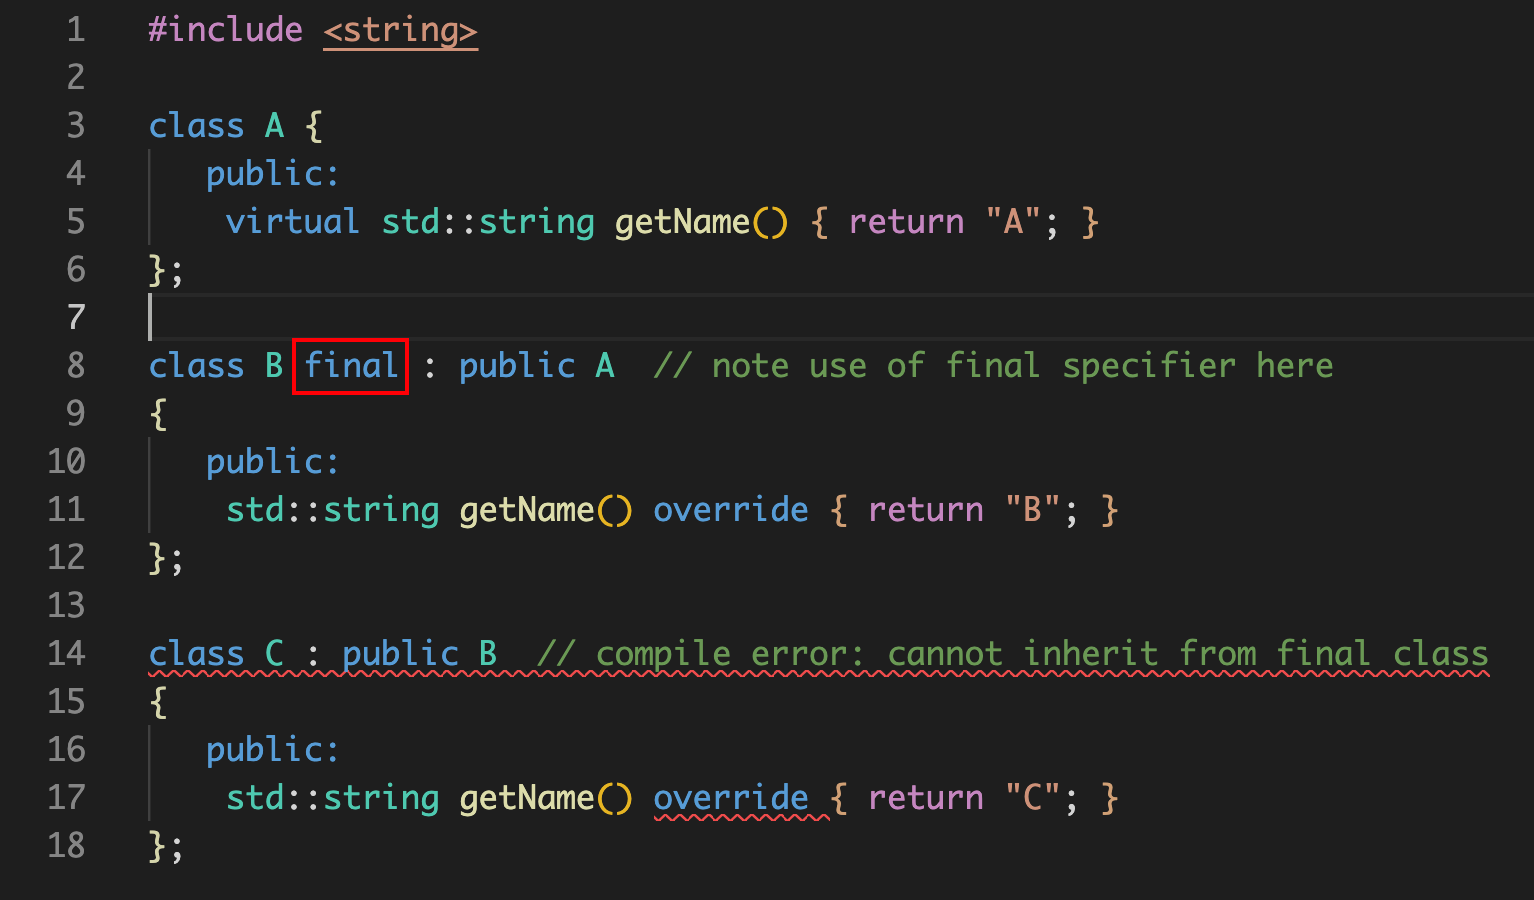 1 #include <string>
2
3 class A {
4 public:
5 virtual std::string getName() { return "A"; }
6 };
7
8 class B final : public A // note use of final specifier here
9 {
10 public:
11 std::string getName() override { return "B"; }
12 };
13
14 class C : public B // compile error: cannot inherit from final class
15 {
16 public:
17 std::string getName() override { return "C"; }
18 };